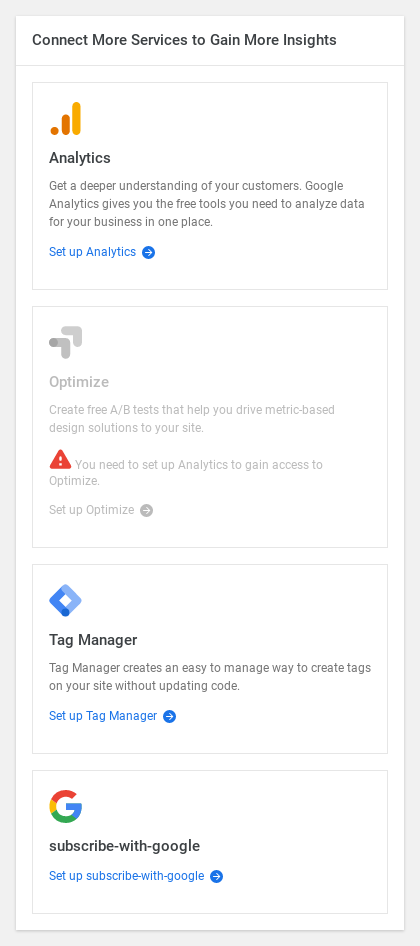 Connect More Services to Gain More Insights
Analytics
Get a deeper understanding of your customers. Google
Analytics gives you the free tools you need to analyze data
for your business in one place.
Set up Analytics
Optimize
Create free A/B tests that help you drive metric-based
design solutions to your site.
You need to set up Analytics to gain access to
Optimize.
Set up Optimize
Tag Manager
Tag Manager creates an easy to manage way to create tags
on your site without updating code.
Set up Tag Manager
subscribe-with-google
Set up subscribe-with-google